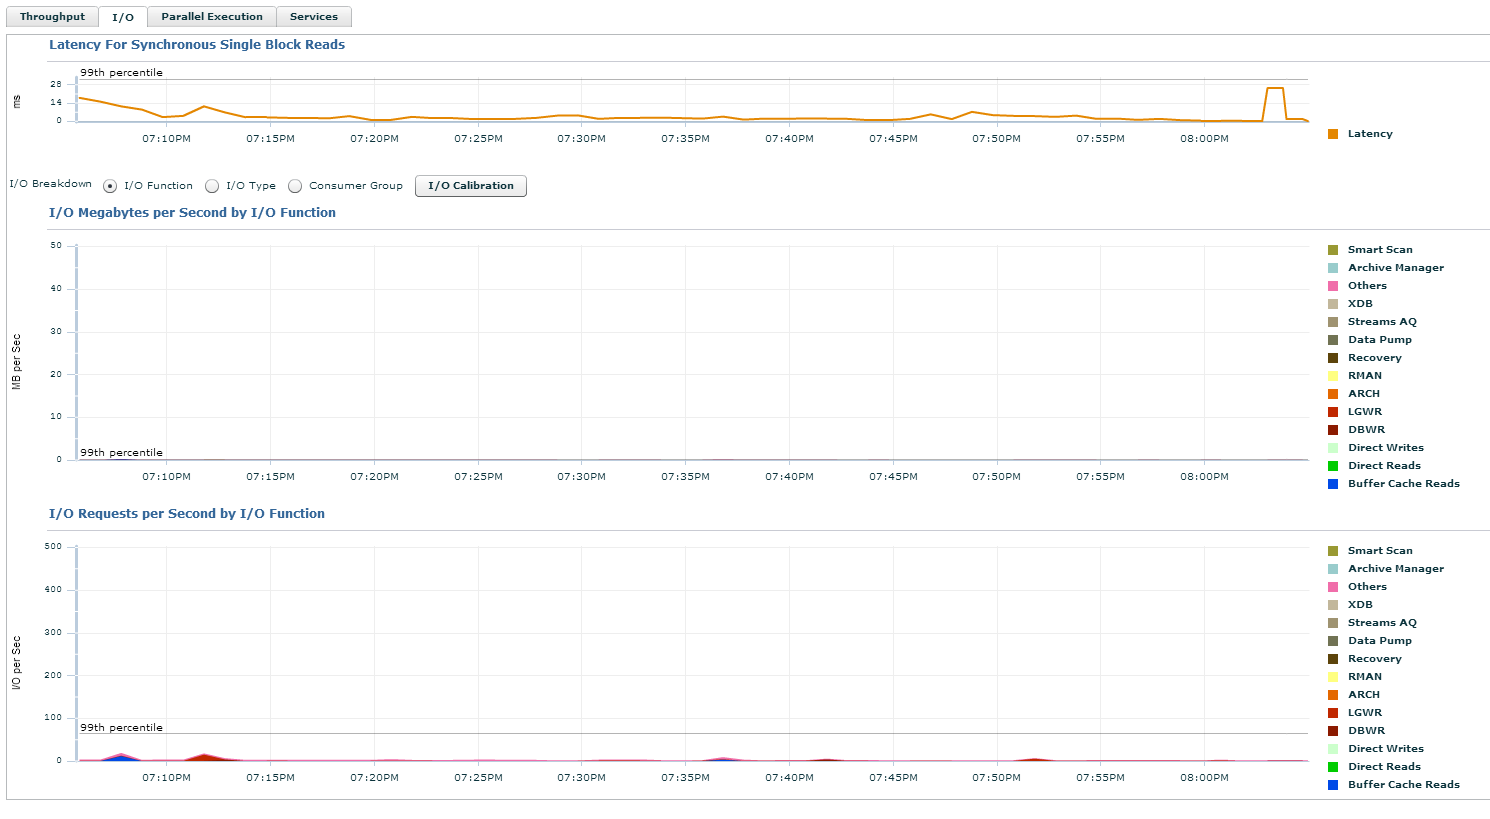 Throughput I/O Parallel Execution Services
Latency For Synchronous Single Block Reads
99th percentile
28
14
0
ms
07:10PM 07:15PM 07:20PM 07:25PM 07:30PM 07:35PM 07:40PM 07:45PM 07:50PM 07:55PM 08:00PM
Latency
I/O Breakdown I/O Function I/O Type Consumer Group I/O Calibration
I/O Megabytes per Second by I/O Function
50
40
30
20
10
0
MB per Sec
99th percentile
07:10PM 07:15PM 07:20PM 07:25PM 07:30PM 07:35PM 07:40PM 07:45PM 07:50PM 07:55PM 08:00PM
Smart Scan
Archive Manager
Others
XDB
Streams AQ
Data Pump
Recovery
RMAN
ARCH
LGWR
DBWR
Direct Writes
Direct Reads
Buffer Cache Reads
I/O Requests per Second by I/O Function
500
400
300
200
100
0
I/O per Sec
99th percentile
07:10PM 07:15PM 07:20PM 07:25PM 07:30PM 07:35PM 07:40PM 07:45PM 07:50PM 07:55PM 08:00PM
Smart Scan
Archive Manager
Others
XDB
Streams AQ
Data Pump
Recovery
RMAN
ARCH
LGWR
DBWR
Direct Writes
Direct Reads
Buffer Cache Reads